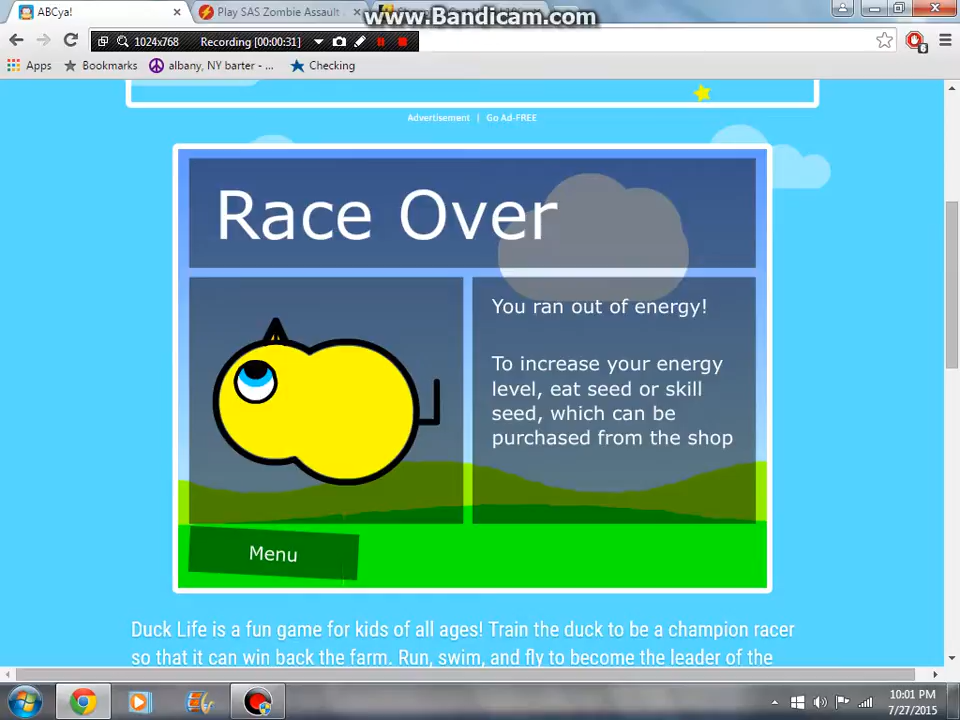 www.Bandicam.com
ABCya!
Play SAS Zombie Assault
1024x768
Recording [00:00:31]
Apps
Bookmarks
albany, NY barter - ...
Checking
Advertisement | Go Ad-FREE
Race Over
You ran out of energy!
To increase your energy
level, eat seed or skill
seed, which can be
purchased from the shop
Menu
Duck Life is a fun game for kids of all ages! Train the duck to be a champion racer
so that it can win back the farm. Run, swim, and fly to become the leader of the
10:01 PM
7/27/2015